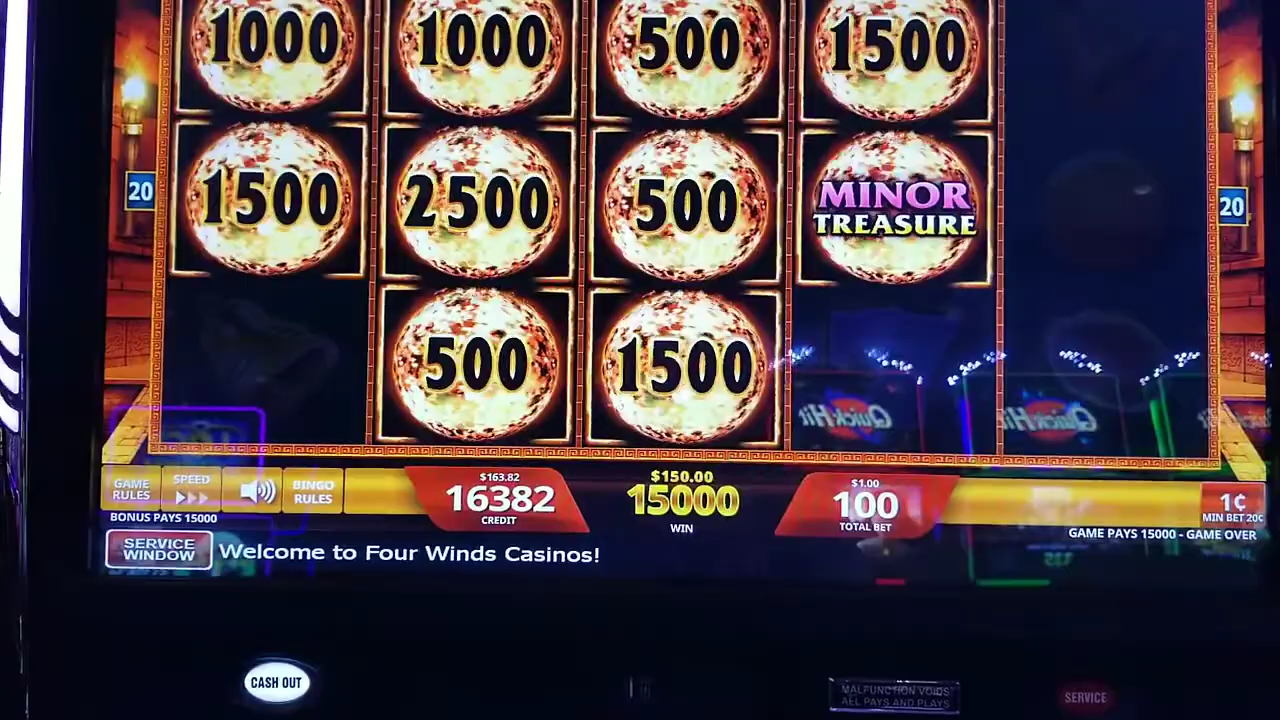 1000 1000 500 1500
1500 2500 500 MINOR TREASURE
20 20
500 1500
QuickHit QuickHit
GAME RULES SPEED BINGO RULES
$163.82
16382
CREDIT
$150.00
15000
WIN
$1.00
100
TOTAL BET
1¢
MIN BET 20¢
BONUS PAYS 15000
GAME PAYS 15000 - GAME OVER
SERVICE WINDOW
Welcome to Four Winds Casinos!
CASH OUT
MALFUNCTION VOIDS
ALL PAYS AND PLAYS
SERVICE